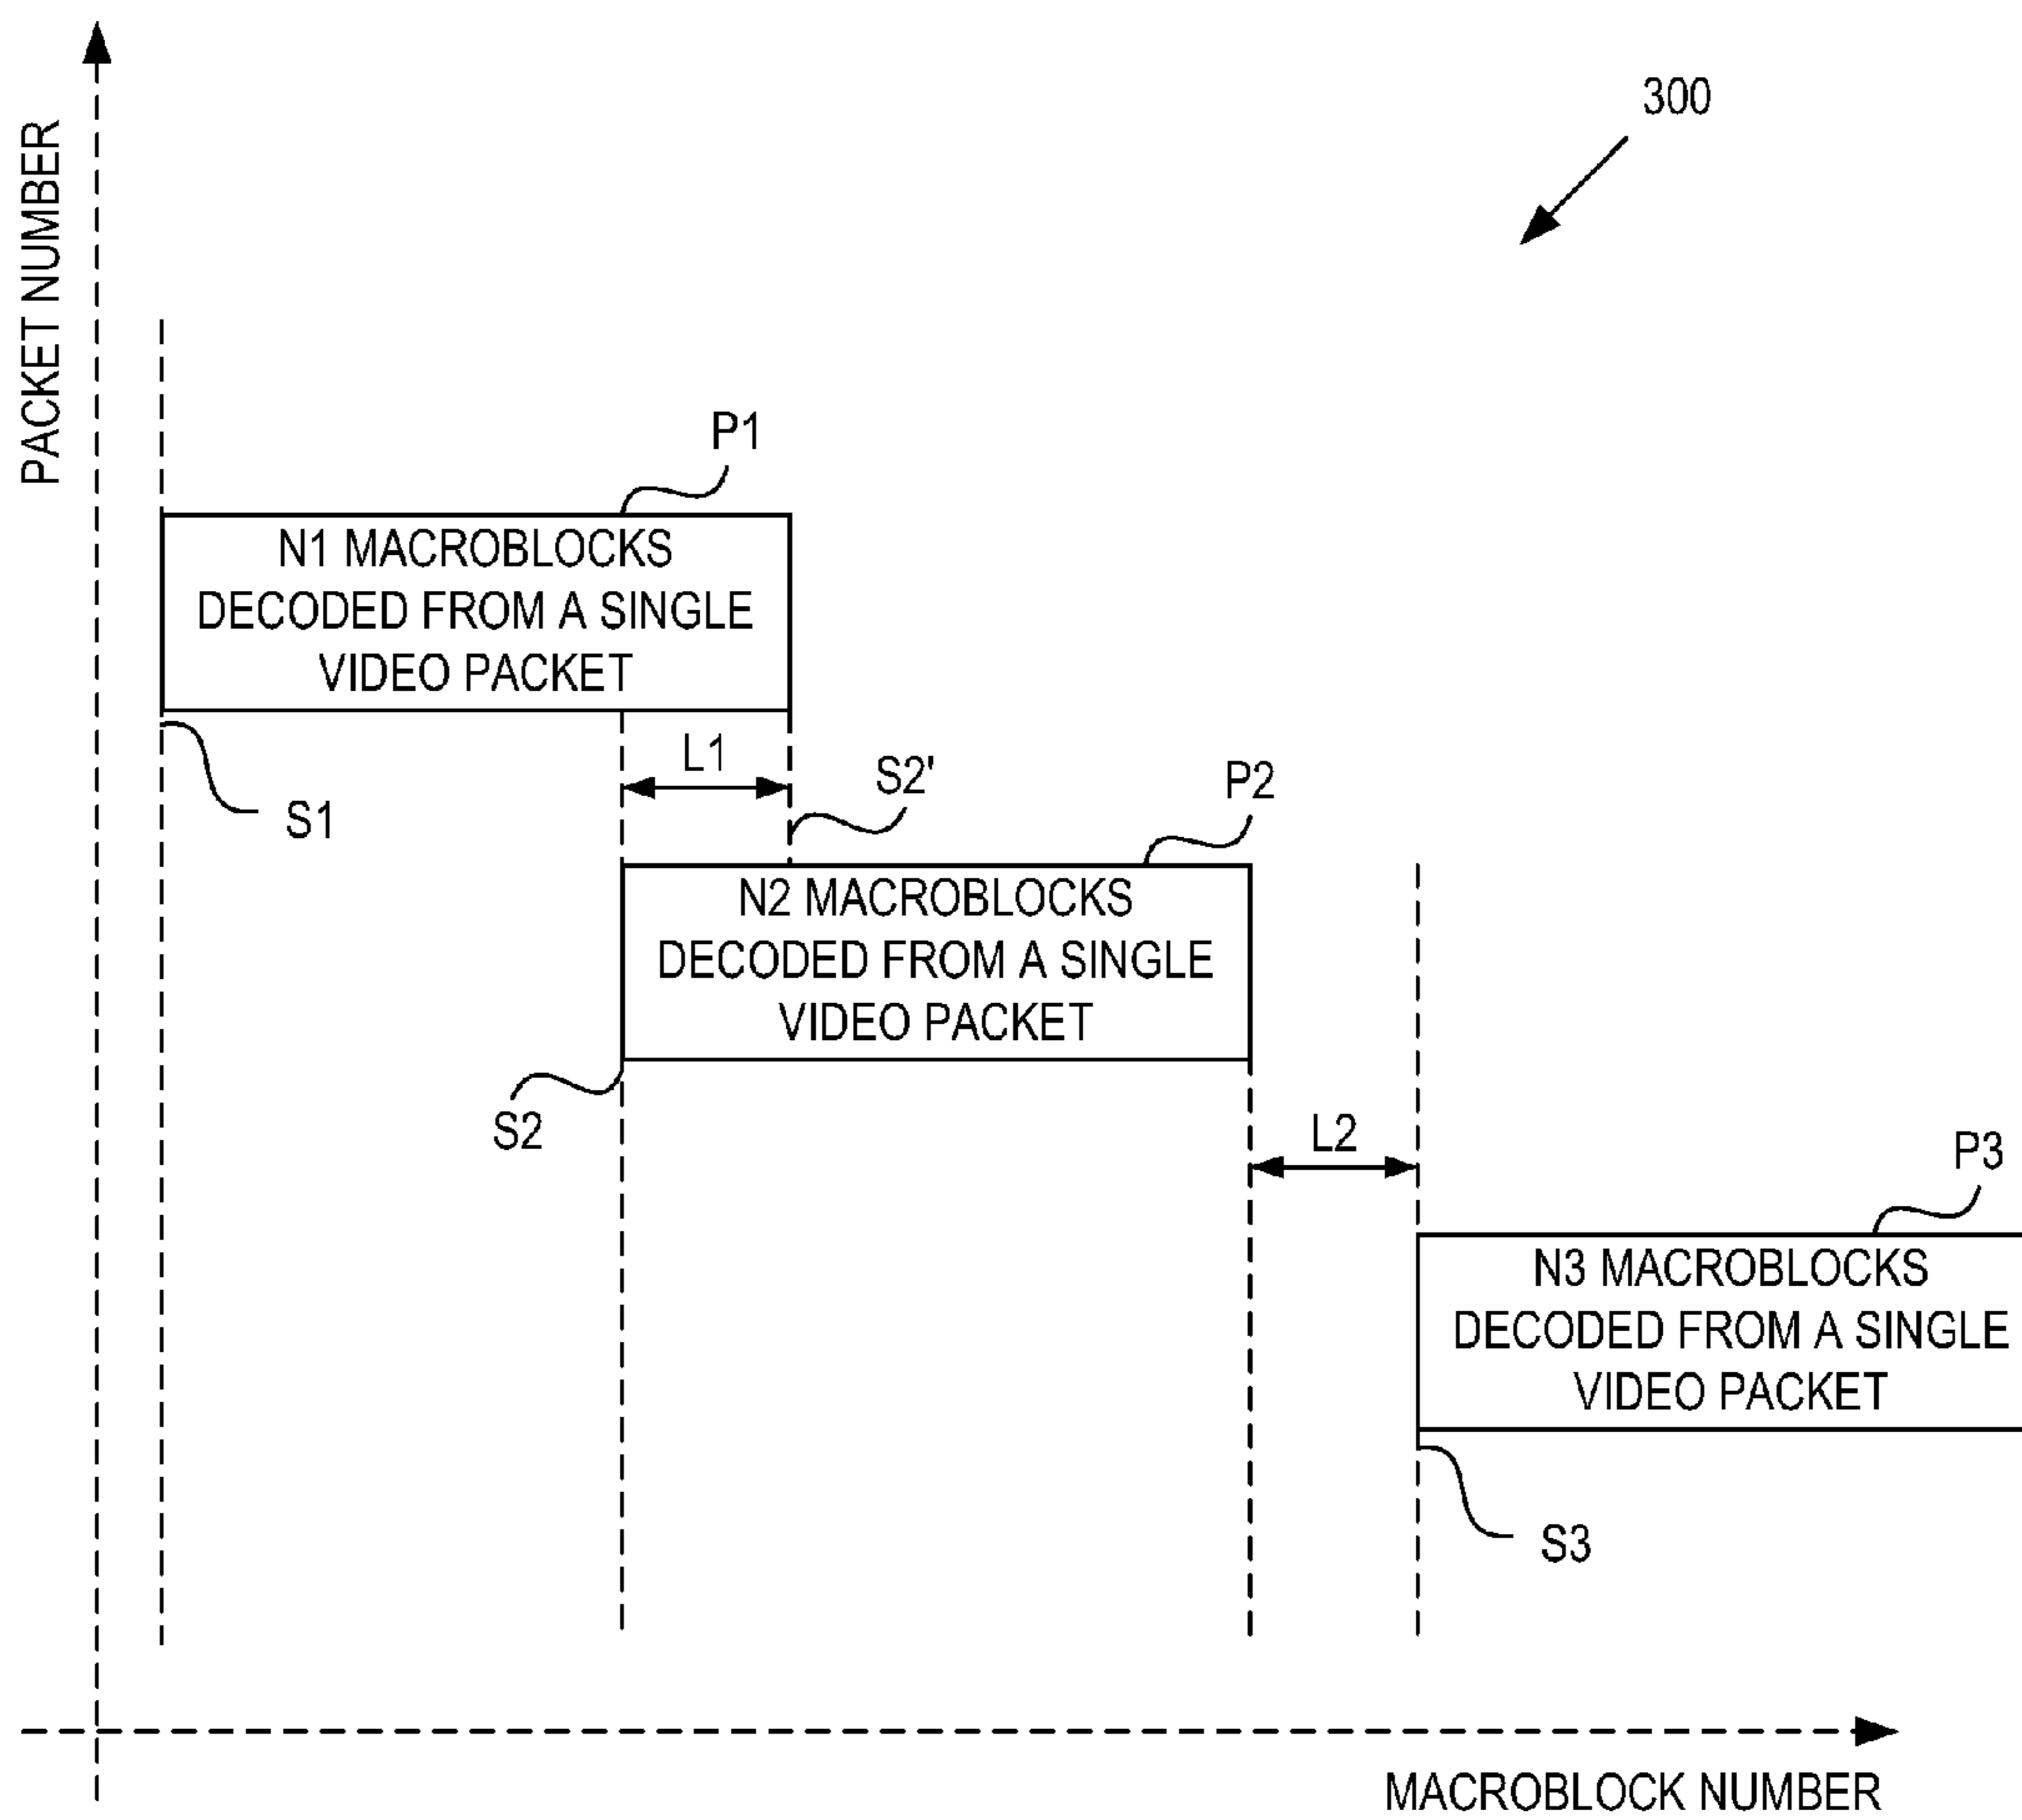 300
PACKET NUMBER
P1
N1 MACROBLOCKS
DECODED FROM A SINGLE
VIDEO PACKET
L1
S2'
P2
S1
N2 MACROBLOCKS
DECODED FROM A SINGLE
VIDEO PACKET
S2
L2
P3
N3 MACROBLOCKS
DECODED FROM A SINGLE
VIDEO PACKET
S3
MACROBLOCK NUMBER